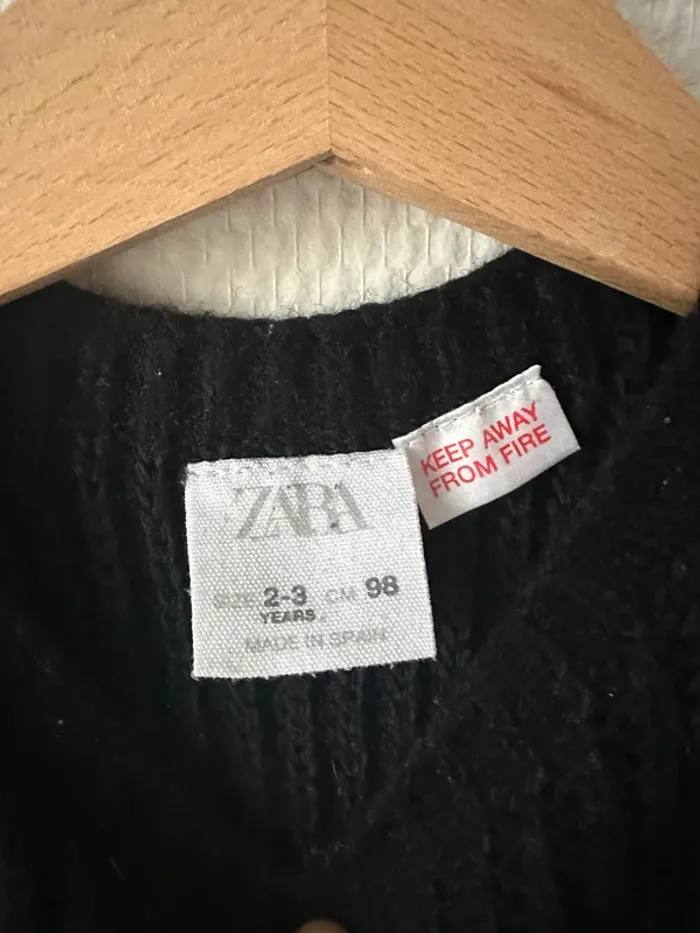 ZARA
SIZE 2-3 CM 98
YEARS
MADE IN SPAIN
KEEP AWAY
FROM FIRE